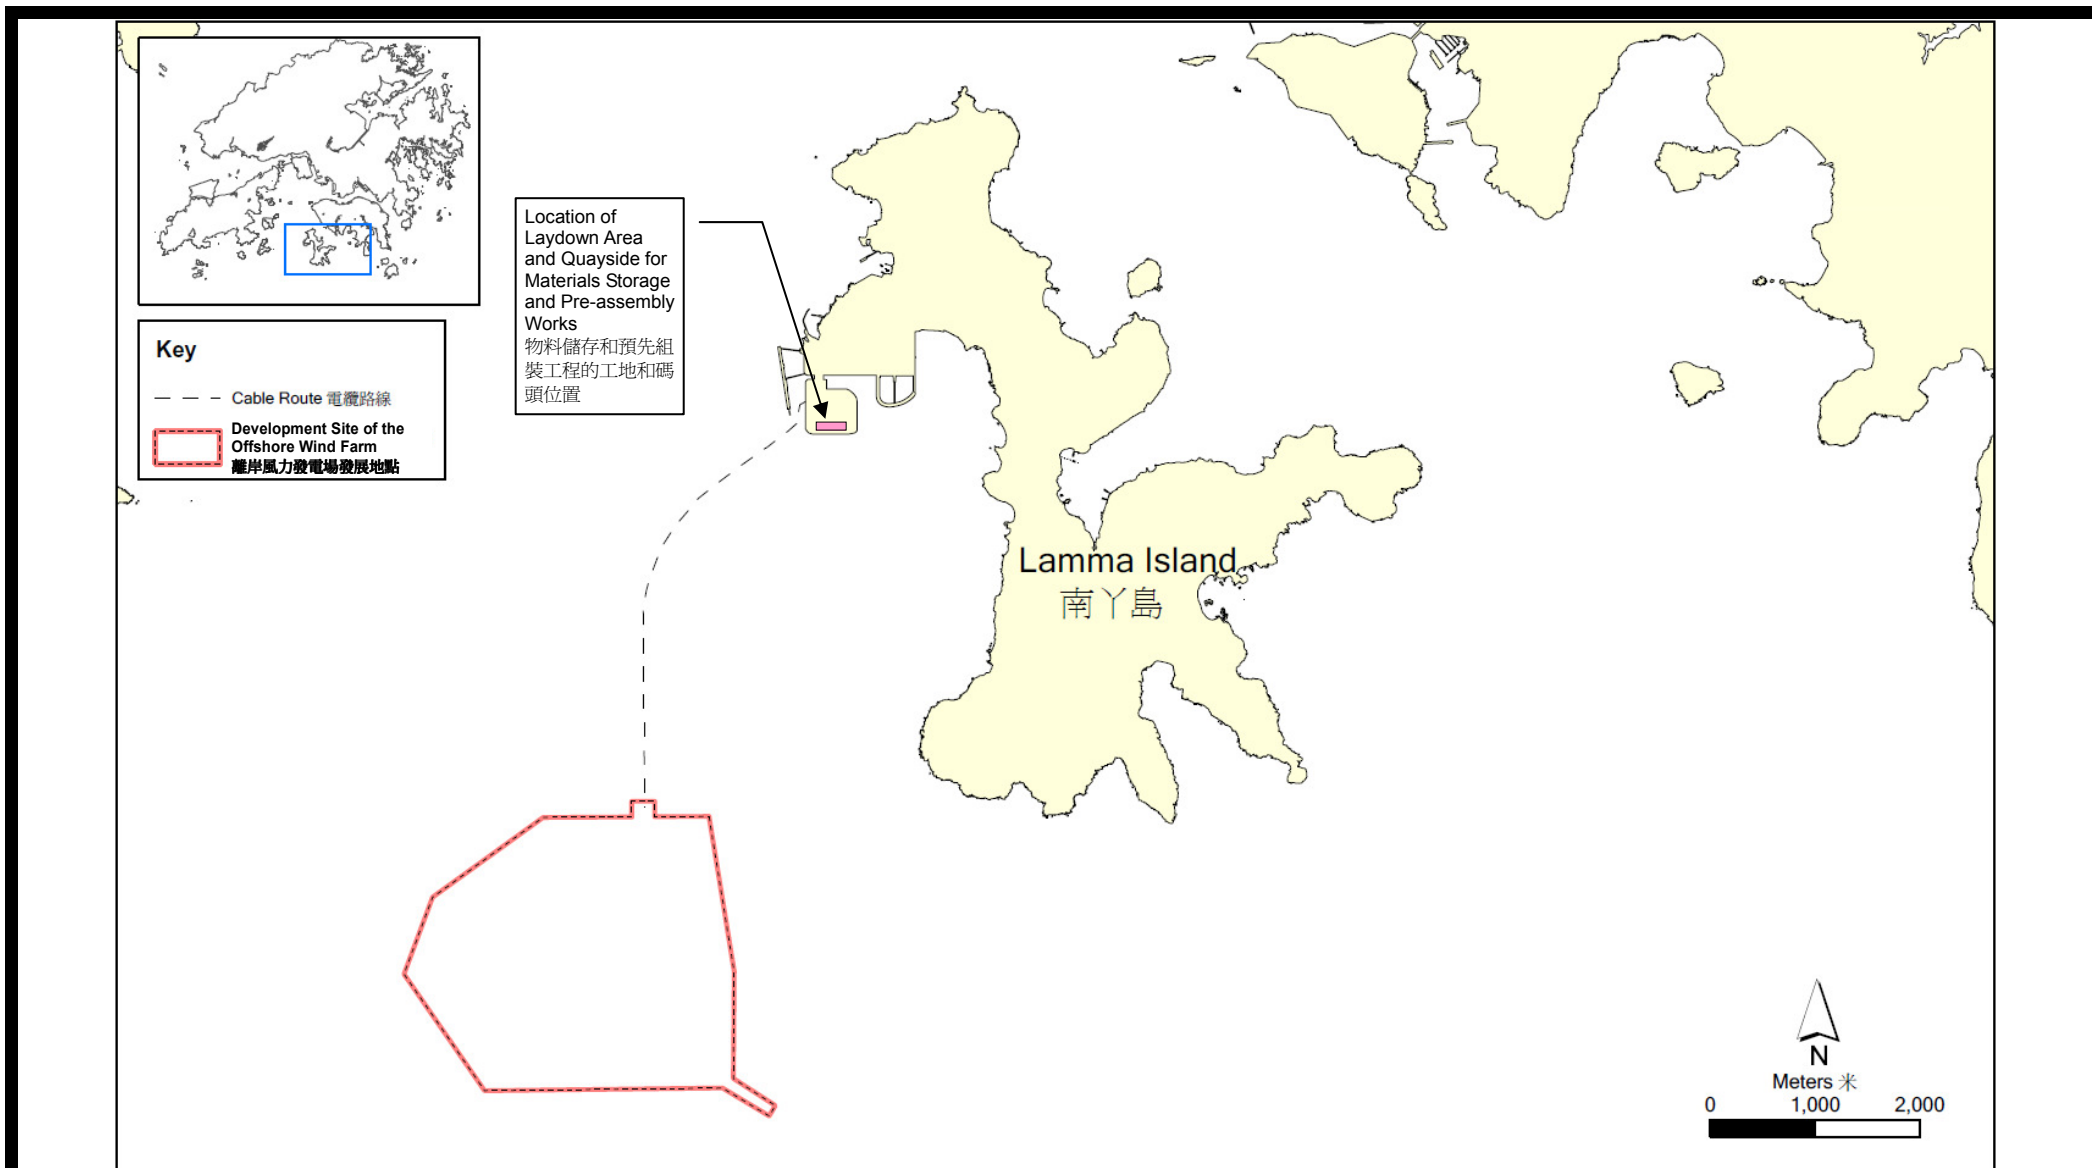 Location of
Laydown Area
and Quayside for
Materials Storage
and Pre-assembly
Works
物料儲存和預先組
裝工程的工地和碼
頭位置
Key
Cable Route 電纜路線
Development Site of the
Offshore Wind Farm
離岸風力發電場發展地點
Lamma Island
南丫島
N
Meters 米
0 1,000 2,000